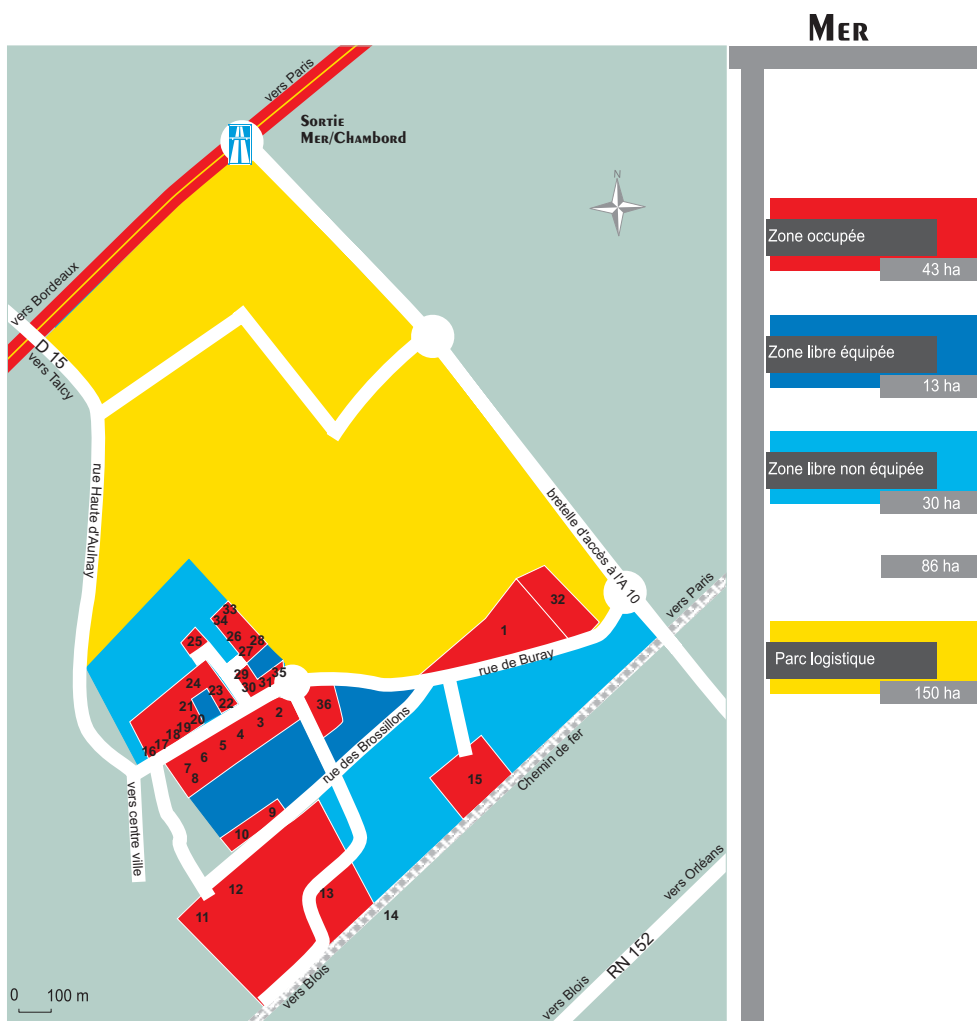 MER
vers Paris
SORTIE
MER/CHAMBORD
N
vers Bordeaux
D 15
vers Talcy
rue Haute d'Aulnay
bretelle d'accès à l'A 10
vers Paris
33
34
32
1
26
28
25
27
rue de Buray
29
35
30
31
24
23
22
21
20
19
18
17
16
2
3
4
5
6
7
8
36
rue des Brossillons
Chemin de fer
15
9
10
vers centre ville
12
11
13
14
vers Orléans
RN 152
vers Blois
vers Blois
0 100 m
Zone occupée
43 ha
Zone libre équipée
13 ha
Zone libre non équipée
30 ha
86 ha
Parc logistique
150 ha